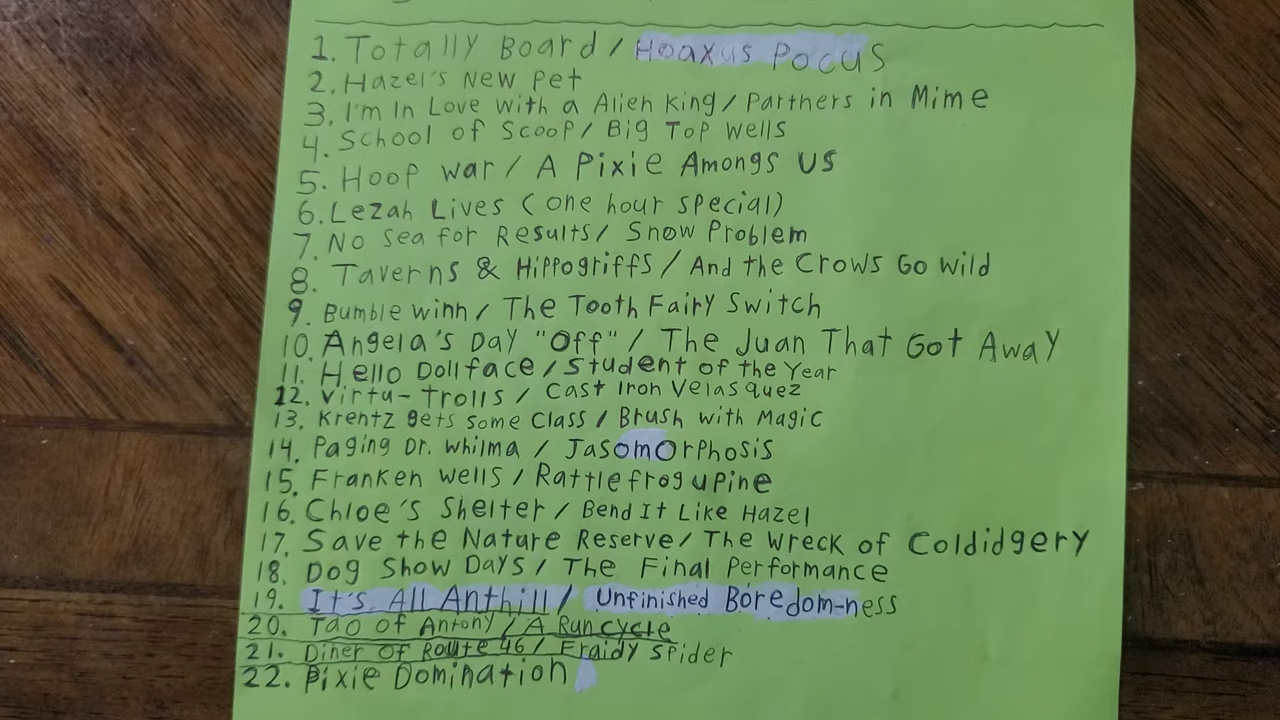 1. Totally Board / Hoaxus Pocus
2. Hazel's New Pet
3. I'm In Love with a Alien King / Partners in Mime
4. School of Scoop / Big Top Wells
5. Hoop war / A Pixie Amongs us
6. Lezah Lives (one hour special)
7. No Sea for Results / Snow Problem
8. Taverns & Hippogriffs / And the Crows Go Wild
9. Bumble winn / The Tooth Fairy Switch
10. Angela's Day "Off" / The Juan That Got Away
11. Hello Dollface / Student of the Year
12. Virtu-Trolls / Cast Iron Velasquez
13. Krentz Gets Some Class / Brush with Magic
14. Paging Dr. Whilma / Jasomorphosis
15. Franken Wells / Rattlefrogupine
16. Chloe's Shelter / Bend It Like Hazel
17. Save the Nature Reserve / The Wreck of Coldidgery
18. Dog Show Days / The Final Performance
19. It's All Anthill / Unfinished Boredom-ness
20. Tao of Antony / A Runcycle
21. Diner Of Route 46 / Fraidy Spider
22. Pixie Domination